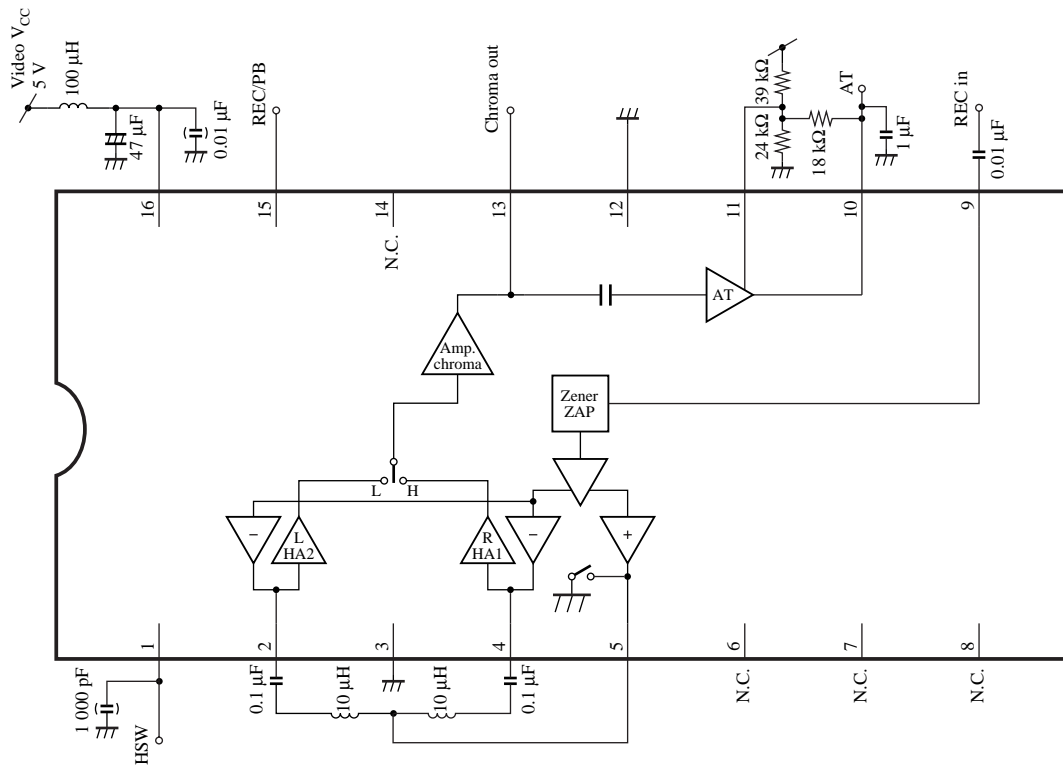 Video VCC
5 V
100 µH
47 µF
0.01 µF
REC/PB
Chroma out
39 kΩ
24 kΩ
18 kΩ
AT
1 µF
REC in
0.01 µF
16
15
14
13
12
11
10
9
N.C.
AT
Amp.
chroma
Zener
ZAP
L
H
−
L
HA2
R
HA1
−
+
1
2
3
4
5
6
7
8
1 000 pF
HSW
0.1 µF
10 µH
10 µH
0.1 µF
N.C.
N.C.
N.C.